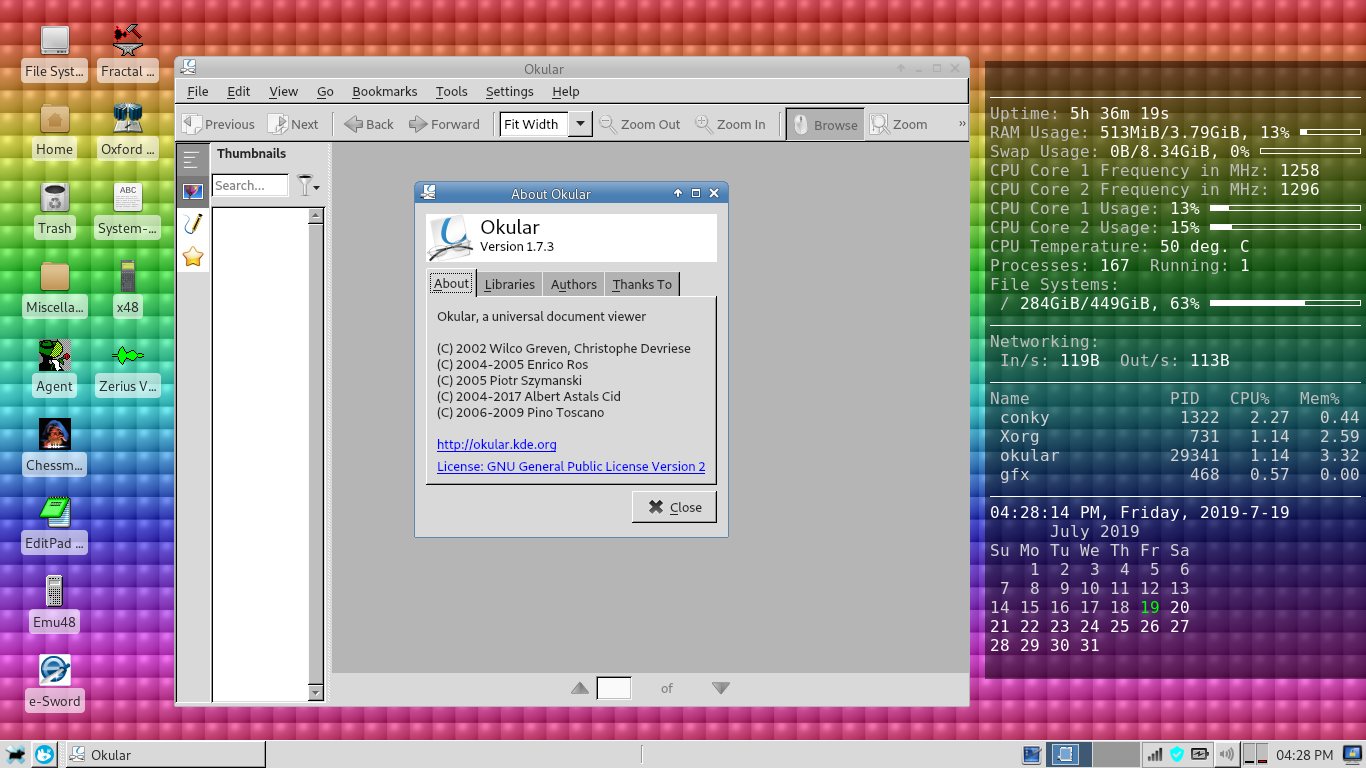 File Syst...
Fractal ...
Home
Oxford ...
Trash
ABC
System-...
Miscella...
x48
Agent
Zerius V...
Chessm...
EditPad ...
Emu48
e-Sword
Okular
File Edit View Go Bookmarks Tools Settings Help
Previous Next Back Forward Fit Width Zoom Out Zoom In Browse Zoom »
Thumbnails
Search...
of
About Okular
Okular
Version 1.7.3
About Libraries Authors Thanks To
Okular, a universal document viewer
(C) 2002 Wilco Greven, Christophe Devriese
(C) 2004-2005 Enrico Ros
(C) 2005 Piotr Szymanski
(C) 2004-2017 Albert Astals Cid
(C) 2006-2009 Pino Toscano
http://okular.kde.org
License: GNU General Public License Version 2
Close
Uptime: 5h 36m 19s
RAM Usage: 513MiB/3.79GiB, 13%
Swap Usage: 0B/8.34GiB, 0%
CPU Core 1 Frequency in MHz: 1258
CPU Core 2 Frequency in MHz: 1296
CPU Core 1 Usage: 13%
CPU Core 2 Usage: 15%
CPU Temperature: 50 deg. C
Processes: 167 Running: 1
File Systems:
/ 284GiB/449GiB, 63%
Networking:
In/s: 119B Out/s: 113B
Name PID CPU% Mem%
conky 1322 2.27 0.44
Xorg 731 1.14 2.59
okular 29341 1.14 3.32
gfx 468 0.57 0.00
04:28:14 PM, Friday, 2019-7-19
July 2019
Su Mo Tu We Th Fr Sa
1 2 3 4 5 6
7 8 9 10 11 12 13
14 15 16 17 18 19 20
21 22 23 24 25 26 27
28 29 30 31
Okular
04:28 PM